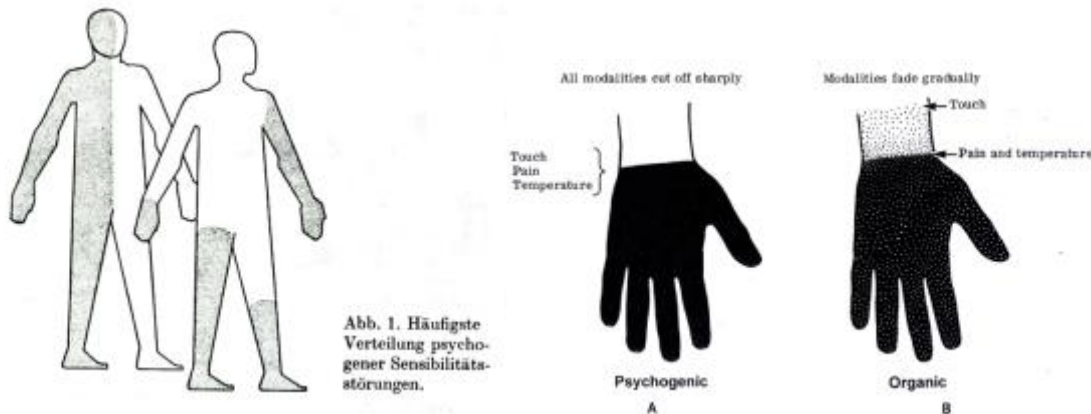 Abb. 1. Häufigste
Verteilung psycho-
gener Sensibilitäts-
störungen.
All modalities cut off sharply
Touch
Pain
Temperature
Psychogenic
A
Modalities fade gradually
Touch
Pain and temperature
Organic
B